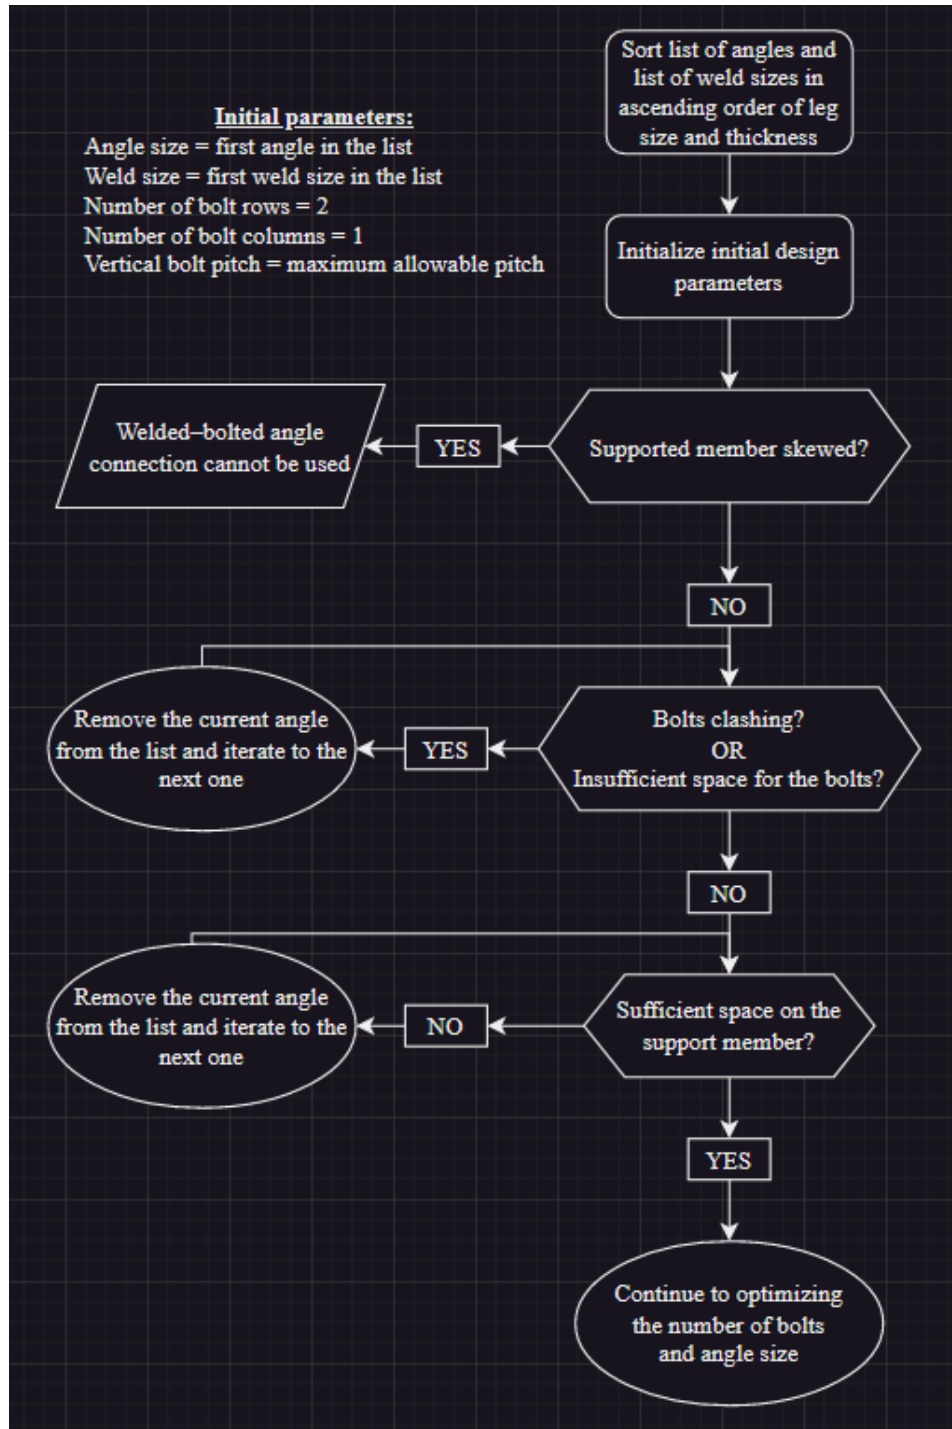 Sort list of angles and
list of weld sizes in
ascending order of leg
size and thickness
Initial parameters:
Angle size = first angle in the list
Weld size = first weld size in the list
Number of bolt rows = 2
Number of bolt columns = 1
Vertical bolt pitch = maximum allowable pitch
Initialize initial design
parameters
Supported member skewed?
YES
Welded–bolted angle
connection cannot be used
NO
Bolts clashing?
OR
Insufficient space for the bolts?
YES
Remove the current angle
from the list and iterate to the
next one
NO
Sufficient space on the
support member?
NO
Remove the current angle
from the list and iterate to the
next one
YES
Continue to optimizing
the number of bolts
and angle size